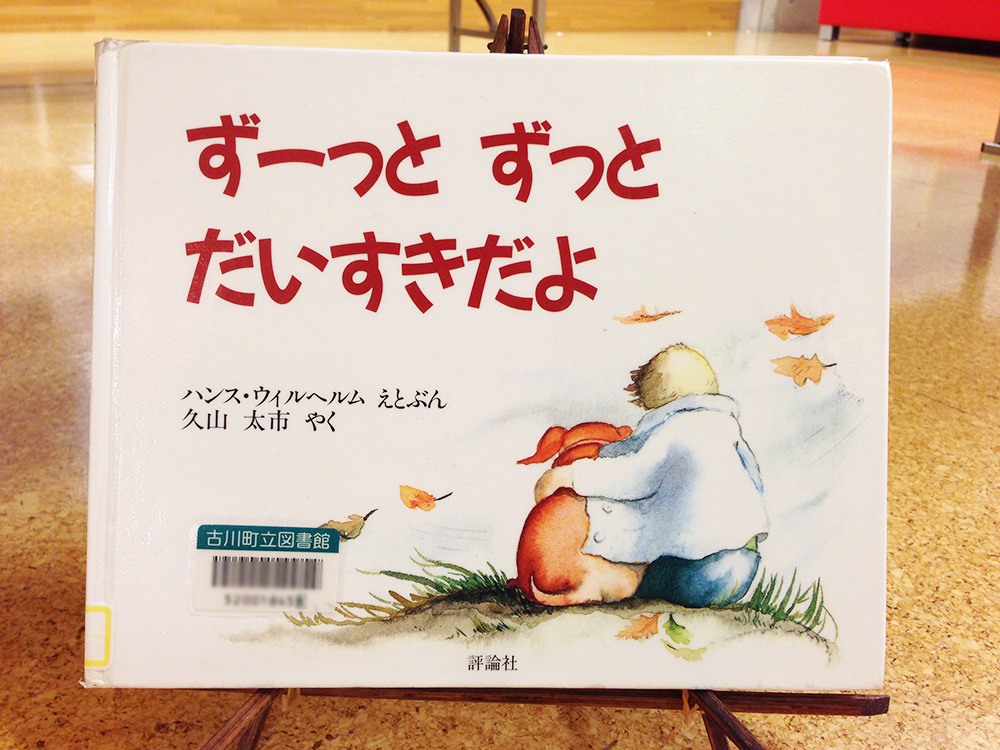 ずーっと ずっと
だいすきだよ
ハンス・ウィルヘルム えとぶん
久山 太市 やく
古川町立図書館
評論社